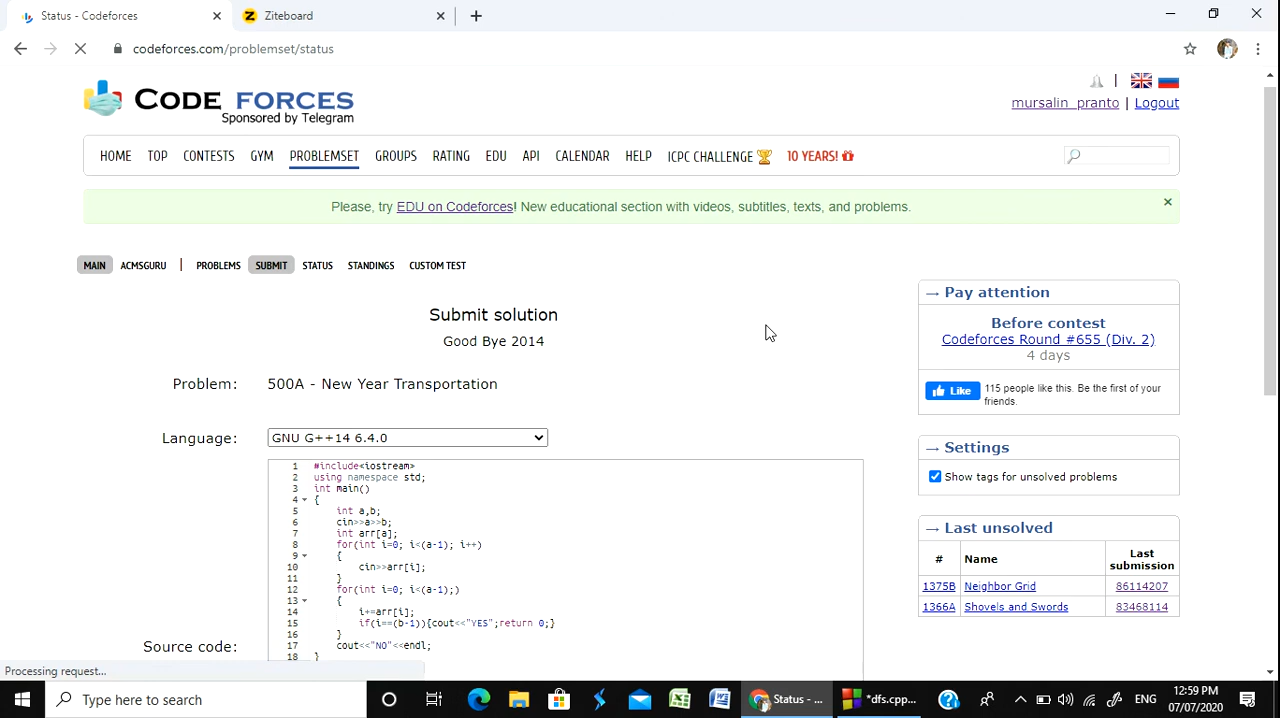 Status - Codeforces
Ziteboard
codeforces.com/problemset/status
CODE FORCES
Sponsored by Telegram
mursalin_pranto | Logout
HOME TOP CONTESTS GYM PROBLEMSET GROUPS RATING EDU API CALENDAR HELP ICPC CHALLENGE 10 YEARS!
Please, try EDU on Codeforces! New educational section with videos, subtitles, texts, and problems.
MAIN ACMSGURU | PROBLEMS SUBMIT STATUS STANDINGS CUSTOM TEST
Submit solution
Good Bye 2014
Problem: 500A - New Year Transportation
Language: GNU G++14 6.4.0
Source code:
1 #include<iostream>
2 using namespace std;
3 int main()
4 {
5 int a,b;
6 cin>>a>>b;
7 int arr[a];
8 for(int i=0; i<(a-1); i++)
9 {
10 cin>>arr[i];
11 }
12 for(int i=0; i<(a-1);)
13 {
14 i+=arr[i];
15 if(i==(b-1)){cout<<"YES";return 0;}
16 }
17 cout<<"NO"<<endl;
18 }
→ Pay attention
Before contest
Codeforces Round #655 (Div. 2)
4 days
Like 115 people like this. Be the first of your
friends.
→ Settings
Show tags for unsolved problems
→ Last unsolved
# Name Last submission
1375B Neighbor Grid 86114207
1366A Shovels and Swords 83468114
Processing request...
Type here to search
Status - ...
*dfs.cpp...
ENG
12:59 PM
07/07/2020